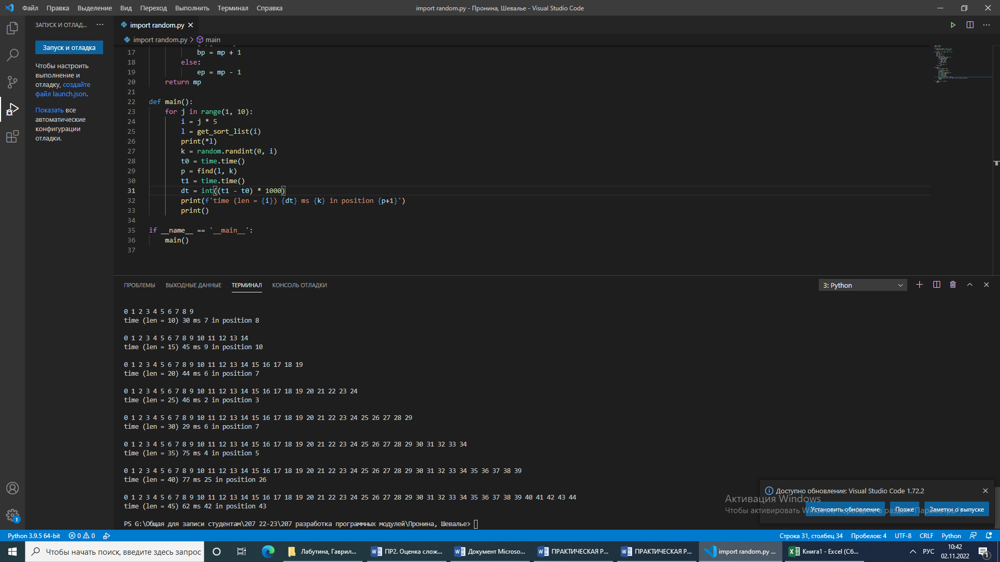 Файл Правка Выделение Вид Переход Выполнить Терминал Справка
import random.py - Пронина, Шевалье - Visual Studio Code
ЗАПУСК И ОТЛАД...
import random.py
import random.py > main
Запуск и отладка
Чтобы настроить
выполнение и
отладку, создайте
файл launch.json.
Показать все
автоматические
конфигурации
отладки.
17 bp = mp + 1
18 else:
19 ep = mp - 1
20 return mp
21
22 def main():
23 for j in range(1, 10):
24 i = j * 5
25 l = get_sort_list(i)
26 print(*l)
27 k = random.randint(0, i)
28 t0 = time.time()
29 p = find(l, k)
30 t1 = time.time()
31 dt = int((t1 - t0) * 1000)
32 print(f'time (len = {i}) {dt} ms {k} in position {p+1}')
33 print()
34
35 if __name__ == '__main__':
36 main()
37
ПРОБЛЕМЫ ВЫХОДНЫЕ ДАННЫЕ ТЕРМИНАЛ КОНСОЛЬ ОТЛАДКИ
3: Python
0 1 2 3 4 5 6 7 8 9
time (len = 10) 30 ms 7 in position 8
0 1 2 3 4 5 6 7 8 9 10 11 12 13 14
time (len = 15) 45 ms 9 in position 10
0 1 2 3 4 5 6 7 8 9 10 11 12 13 14 15 16 17 18 19
time (len = 20) 44 ms 6 in position 7
0 1 2 3 4 5 6 7 8 9 10 11 12 13 14 15 16 17 18 19 20 21 22 23 24
time (len = 25) 46 ms 2 in position 3
0 1 2 3 4 5 6 7 8 9 10 11 12 13 14 15 16 17 18 19 20 21 22 23 24 25 26 27 28 29
time (len = 30) 29 ms 6 in position 7
0 1 2 3 4 5 6 7 8 9 10 11 12 13 14 15 16 17 18 19 20 21 22 23 24 25 26 27 28 29 30 31 32 33 34
time (len = 35) 75 ms 4 in position 5
0 1 2 3 4 5 6 7 8 9 10 11 12 13 14 15 16 17 18 19 20 21 22 23 24 25 26 27 28 29 30 31 32 33 34 35 36 37 38 39
time (len = 40) 77 ms 25 in position 26
0 1 2 3 4 5 6 7 8 9 10 11 12 13 14 15 16 17 18 19 20 21 22 23 24 25 26 27 28 29 30 31 32 33 34 35 36 37 38 39 40 41 42 43 44
time (len = 45) 62 ms 42 in position 43
PS G:\Общая для записи студентам\207 22-23\207 разработка программных модулей\Пронина, Шевалье>
Доступно обновление: Visual Studio Code 1.72.2
Активация Windows
Чтобы активировать Windows, перейдите в раздел "Параметры".
Установить обновление Позже Заметки о выпуске
1
Python 3.9.5 64-bit 0 0
Строка 31, столбец 34 Пробелов: 4 UTF-8 CRLF Python
Чтобы начать поиск, введите здесь запрос
Лабутина, Гаврил...
ПР2. Оценка слож...
Документ Microso...
ПРАКТИЧЕСКАЯ Р...
ПРАКТИЧЕСКАЯ Р...
import random.py ...
Книга1 - Excel (Сб...
РУС
10:42
02.11.2022
1